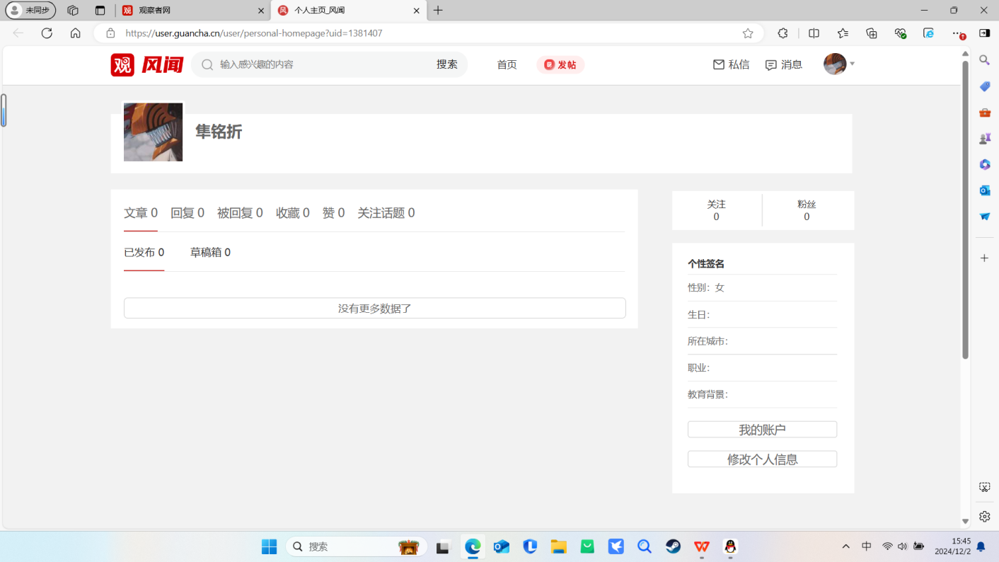 未同步
观察者网
个人主页_风闻
https://user.guancha.cn/user/personal-homepage?uid=1381407
观 风闻
输入感兴趣的内容
搜索
首页
发帖
私信
消息
隼铭折
文章 0 回复 0 被回复 0 收藏 0 赞 0 关注话题 0
已发布 0 草稿箱 0
没有更多数据了
关注 粉丝
0 0
个性签名
性别：女
生日：
所在城市：
职业：
教育背景：
我的账户
修改个人信息
搜索
中
15:45
2024/12/2